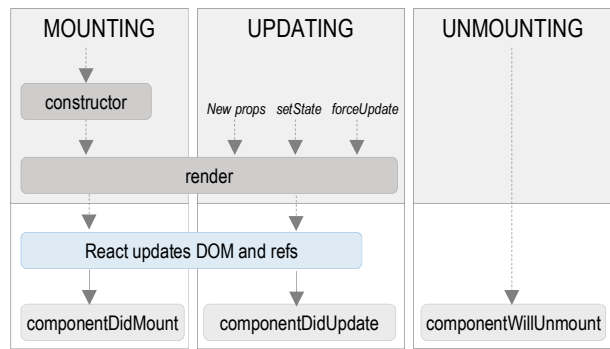 MOUNTING
UPDATING
UNMOUNTING
constructor
New props
setState
forceUpdate
render
React updates DOM and refs
componentDidMount
componentDidUpdate
componentWillUnmount